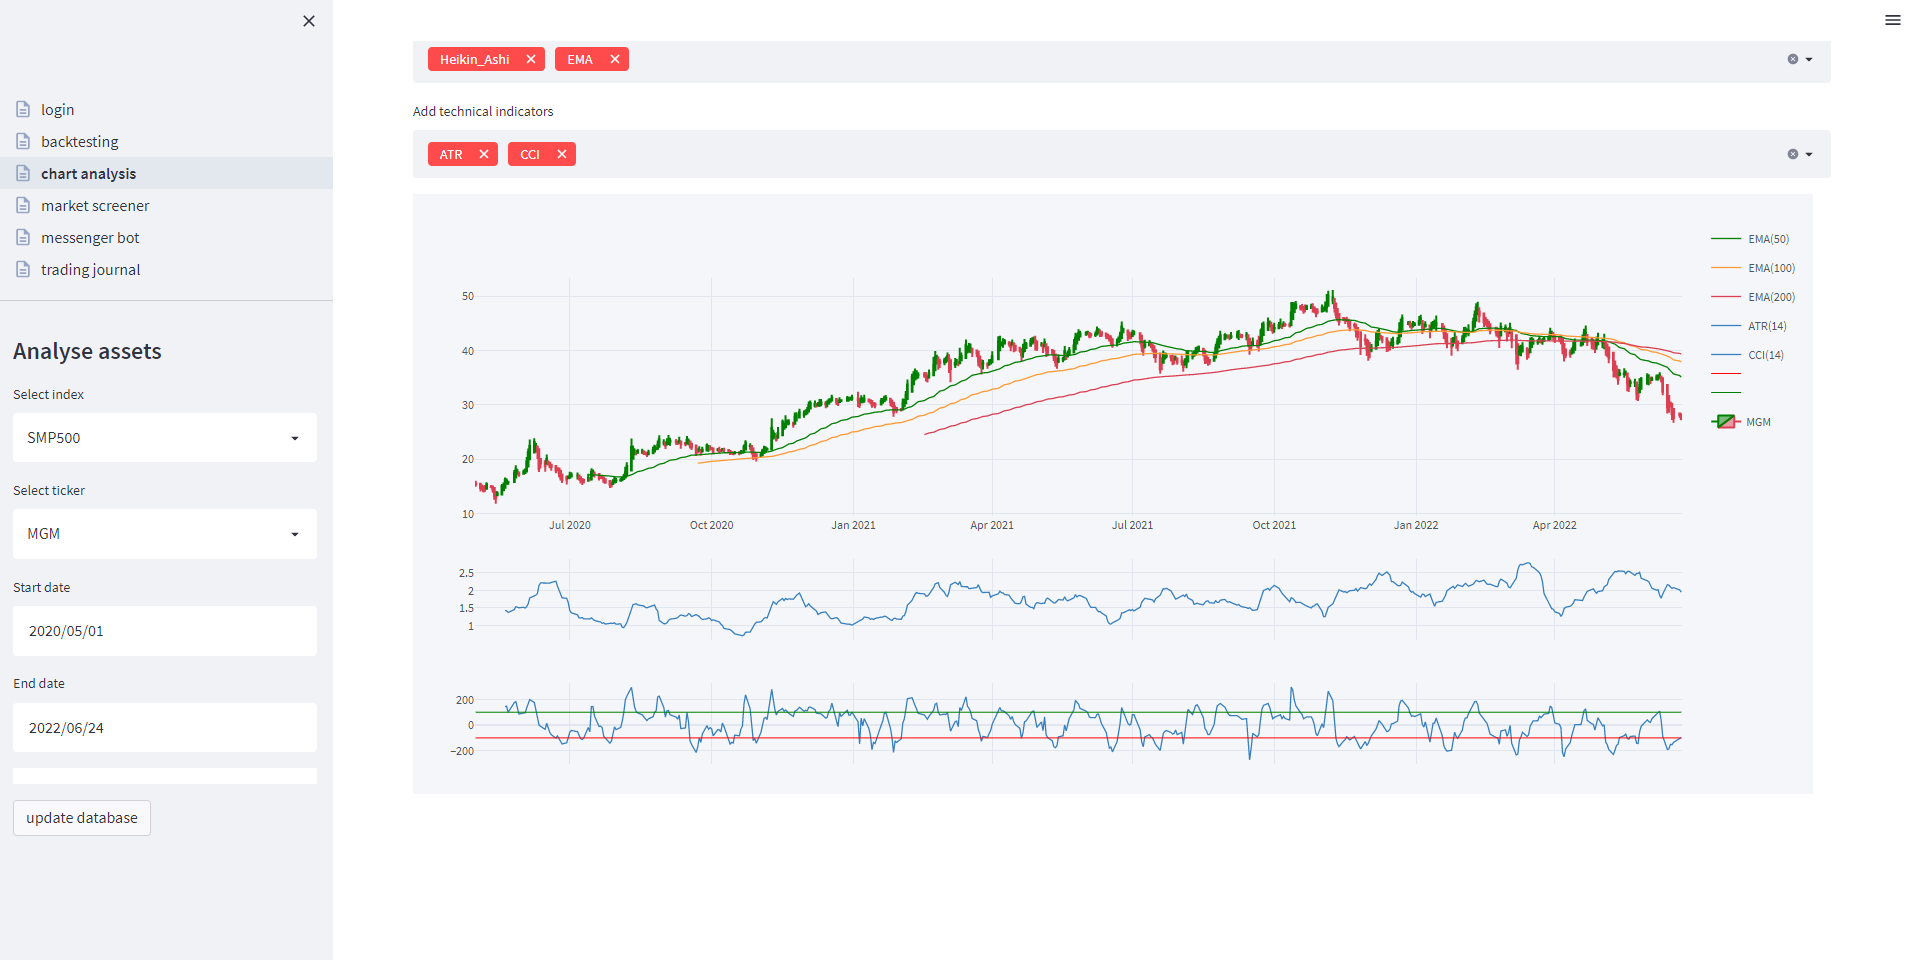 login
backtesting
chart analysis
market screener
messenger bot
trading journal
Analyse assets
Select index
SMP500
Select ticker
MGM
Start date
2020/05/01
End date
2022/06/24
update database
Heikin_Ashi
EMA
Add technical indicators
ATR
CCI
50
40
30
20
10
Jul 2020
Oct 2020
Jan 2021
Apr 2021
Jul 2021
Oct 2021
Jan 2022
Apr 2022
2.5
2
1.5
1
200
0
−200
EMA(50)
EMA(100)
EMA(200)
ATR(14)
CCI(14)
MGM